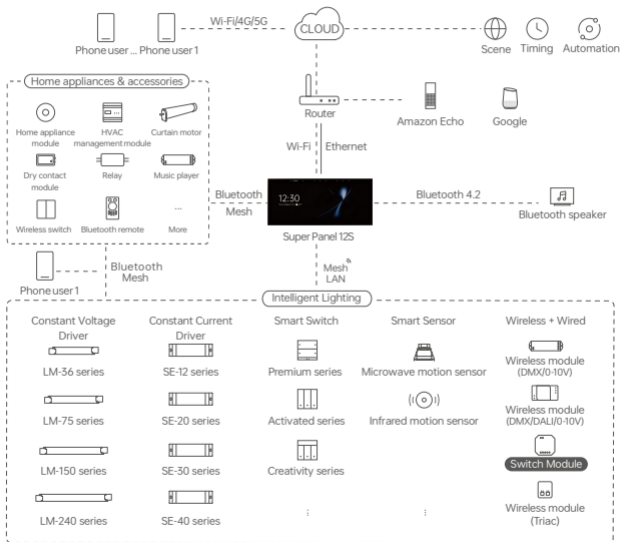 Wi-Fi/4G/5G
CLOUD
Phone user ... Phone user 1
Scene Timing Automation
Home appliances & accessories
Router
Amazon Echo Google
Home appliance module
HVAC management module
Curtain motor
Wi-Fi Ethernet
Dry contact module
Relay
Music player
12:30
Bluetooth Mesh
Bluetooth 4.2
Bluetooth speaker
Wireless switch
Bluetooth remote
...
More
Super Panel 12S
Phone user 1
Bluetooth Mesh
Mesh
LAN
Intelligent Lighting
Constant Voltage Driver
Constant Current Driver
Smart Switch
Smart Sensor
Wireless + Wired
LM-36 series
SE-12 series
Premium series
Microwave motion sensor
Wireless module
(DMX/0-10V)
LM-75 series
SE-20 series
Activated series
Infrared motion sensor
Wireless module
(DMX/DALI/0-10V)
LM-150 series
SE-30 series
Creativity series
Switch Module
LM-240 series
SE-40 series
Wireless module
(Triac)